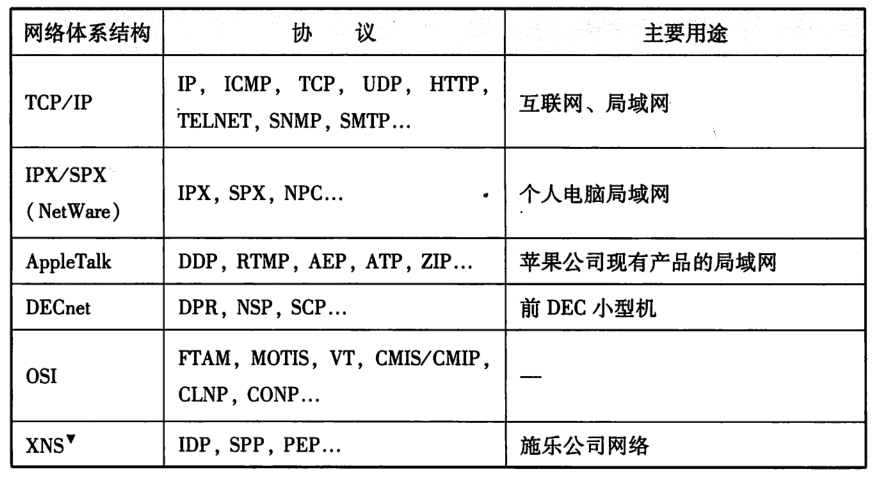 网络体系结构 协 议 主要用途
TCP/IP
IP, ICMP, TCP, UDP, HTTP,
TELNET, SNMP, SMTP…
互联网、局域网
IPX/SPX
(NetWare)
IPX, SPX, NPC…
个人电脑局域网
AppleTalk DDP, RTMP, AEP, ATP, ZIP… 苹果公司现有产品的局域网
DECnet DPR, NSP, SCP… 前 DEC 小型机
OSI
FTAM, MOTIS, VT, CMIS/CMIP,
CLNP, CONP…
—
XNS▼ IDP, SPP, PEP… 施乐公司网络